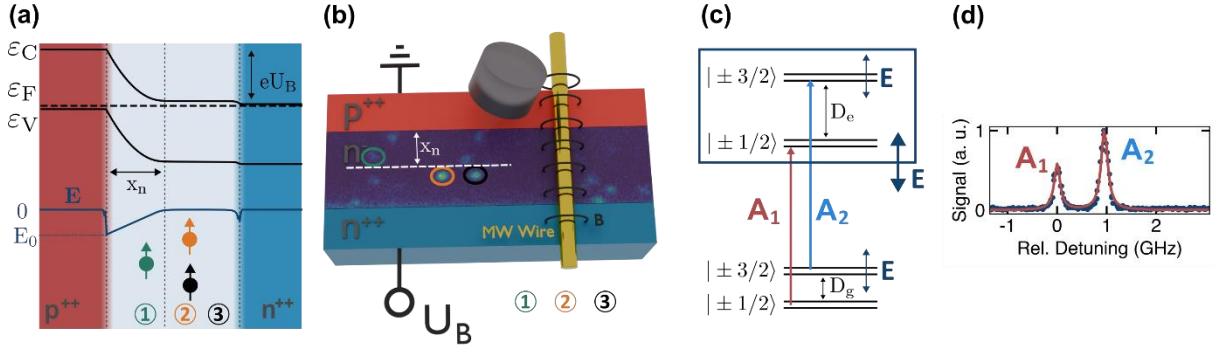 (a)
εC
εF
εV
eUB
xn
0
E
E0
p++
①
②
③
n++
(b)
p++
n
xn
n++
MW Wire
B
UB
①
②
③
(c)
| ± 3/2⟩
E
De
| ± 1/2⟩
E
A1
A2
| ± 3/2⟩
E
Dg
| ± 1/2⟩
(d)
Signal (a. u.)
1
0
A1
A2
-1
0
1
2
Rel. Detuning (GHz)